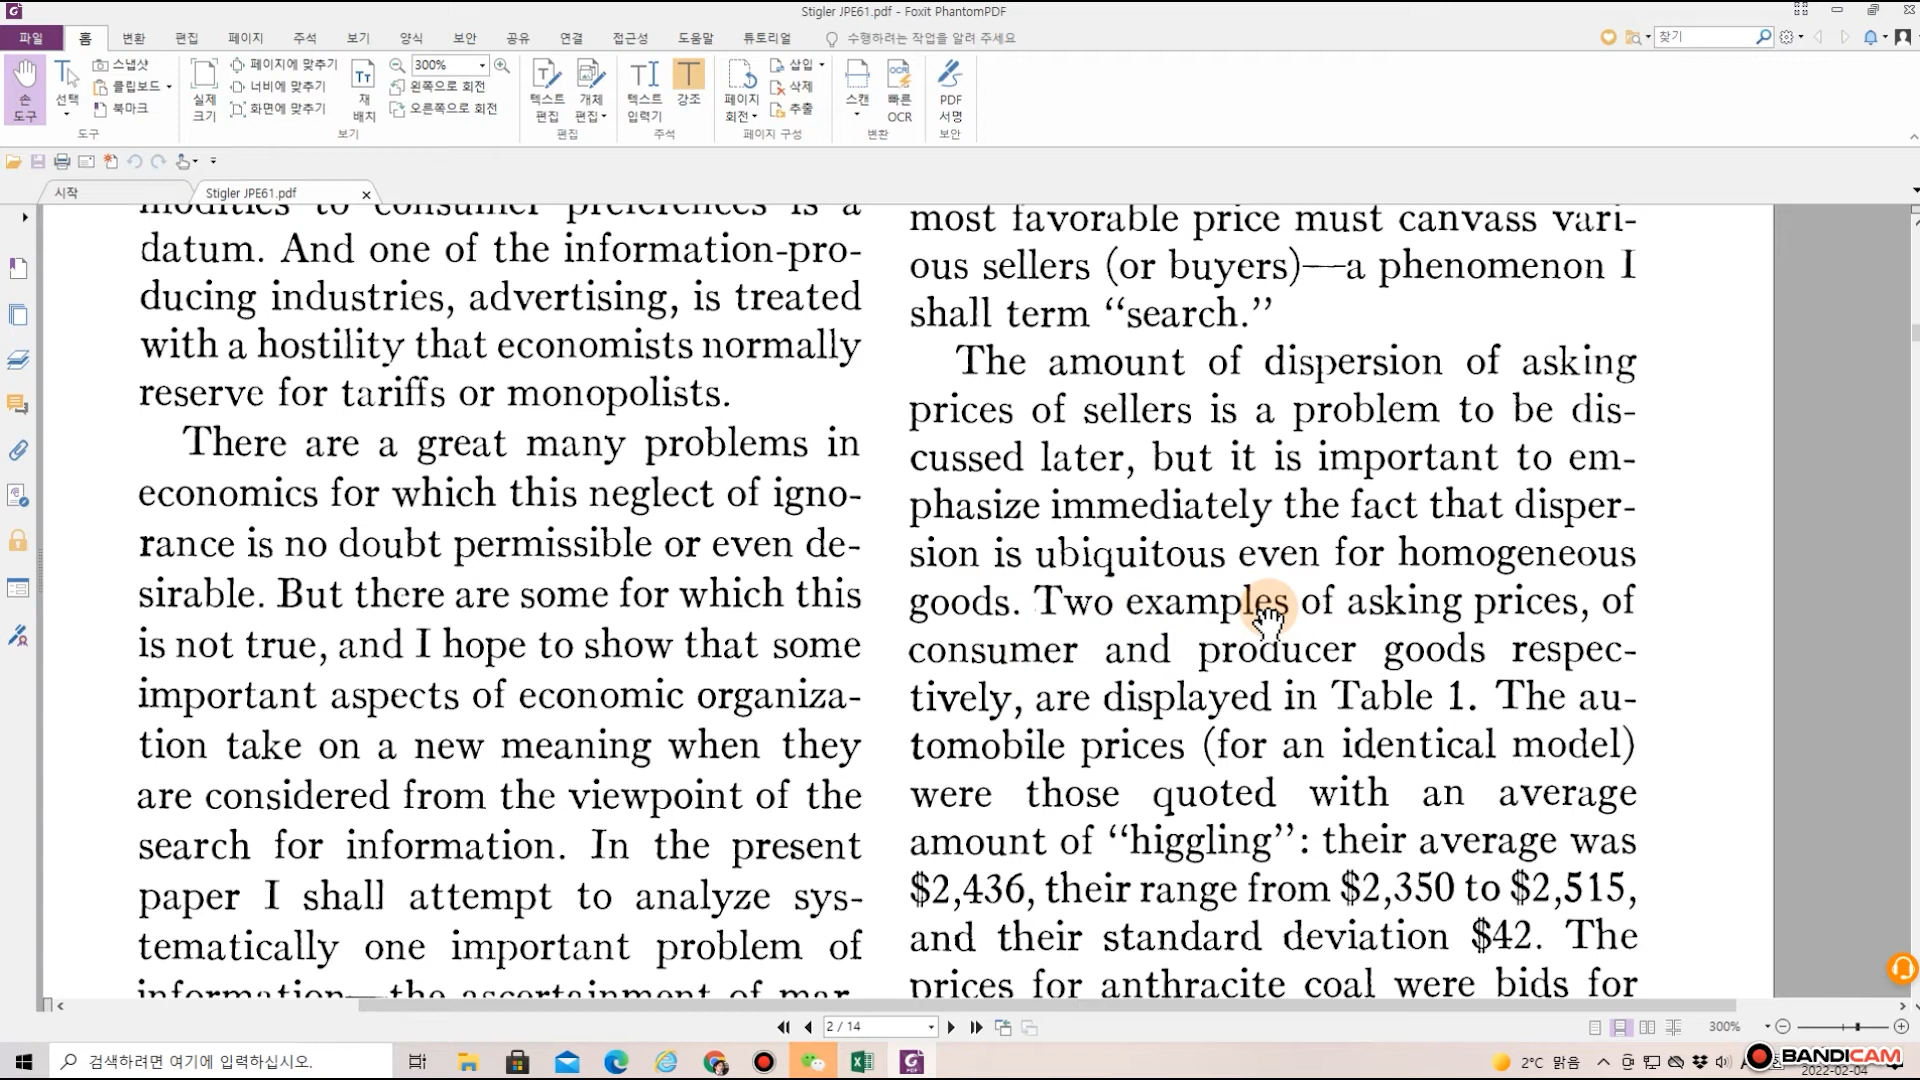 Stigler JPE61.pdf - Foxit PhantomPDF
파일 홈 변환 편집 페이지 주석 보기 양식 보안 공유 연결 접근성 도움말 튜토리얼 수행하려는 작업을 알려 주세요 찾기
손 도구
선택
스냅샷
클립보드
북마크
도구
실제 크기
페이지에 맞추기
너비에 맞추기
화면에 맞추기
재 배치
300%
왼쪽으로 회전
오른쪽으로 회전
보기
텍스트 편집
개체 편집
편집
텍스트 입력기
강조
주석
페이지 회전
삽입
삭제
추출
페이지 구성
스캔
빠른 OCR
변환
PDF 서명
보안
시작
Stigler JPE61.pdf
modities to consumer preferences is a
datum. And one of the information-pro-
ducing industries, advertising, is treated
with a hostility that economists normally
reserve for tariffs or monopolists.
There are a great many problems in
economics for which this neglect of igno-
rance is no doubt permissible or even de-
sirable. But there are some for which this
is not true, and I hope to show that some
important aspects of economic organiza-
tion take on a new meaning when they
are considered from the viewpoint of the
search for information. In the present
paper I shall attempt to analyze sys-
tematically one important problem of
information—the ascertainment of mar-
most favorable price must canvass vari-
ous sellers (or buyers)—a phenomenon I
shall term “search.”
The amount of dispersion of asking
prices of sellers is a problem to be dis-
cussed later, but it is important to em-
phasize immediately the fact that disper-
sion is ubiquitous even for homogeneous
goods. Two examples of asking prices, of
consumer and producer goods respec-
tively, are displayed in Table 1. The au-
tomobile prices (for an identical model)
were those quoted with an average
amount of “higgling”: their average was
$2,436, their range from $2,350 to $2,515,
and their standard deviation $42. The
prices for anthracite coal were bids for
2 / 14
300%
검색하려면 여기에 입력하십시오.
2°C 맑음
BANDICAM
2022-02-04